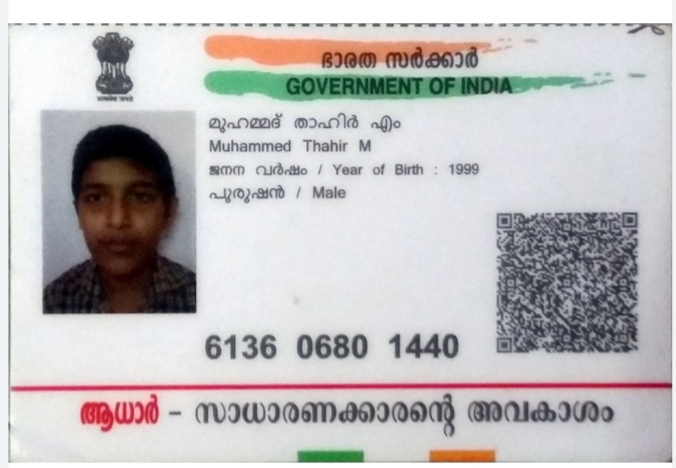 ഭാരത സർക്കാർ
GOVERNMENT OF INDIA
മുഹമ്മദ് താഹിർ എം
Muhammed Thahir M
ജനന വർഷം / Year of Birth : 1999
പുരുഷൻ / Male
6136 0680 1440
ആധാർ – സാധാരണക്കാരന്റെ അവകാശം